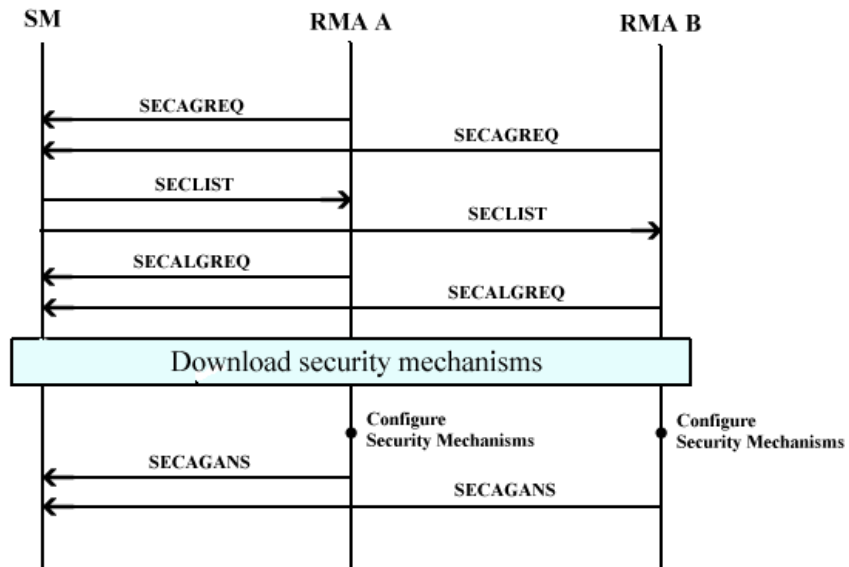 SM
RMA A
RMA B
SECAGREQ
SECAGREQ
SECLIST
SECLIST
SECALGREQ
SECALGREQ
Download security mechanisms
Configure
Security Mechanisms
Configure
Security Mechanisms
SECAGANS
SECAGANS